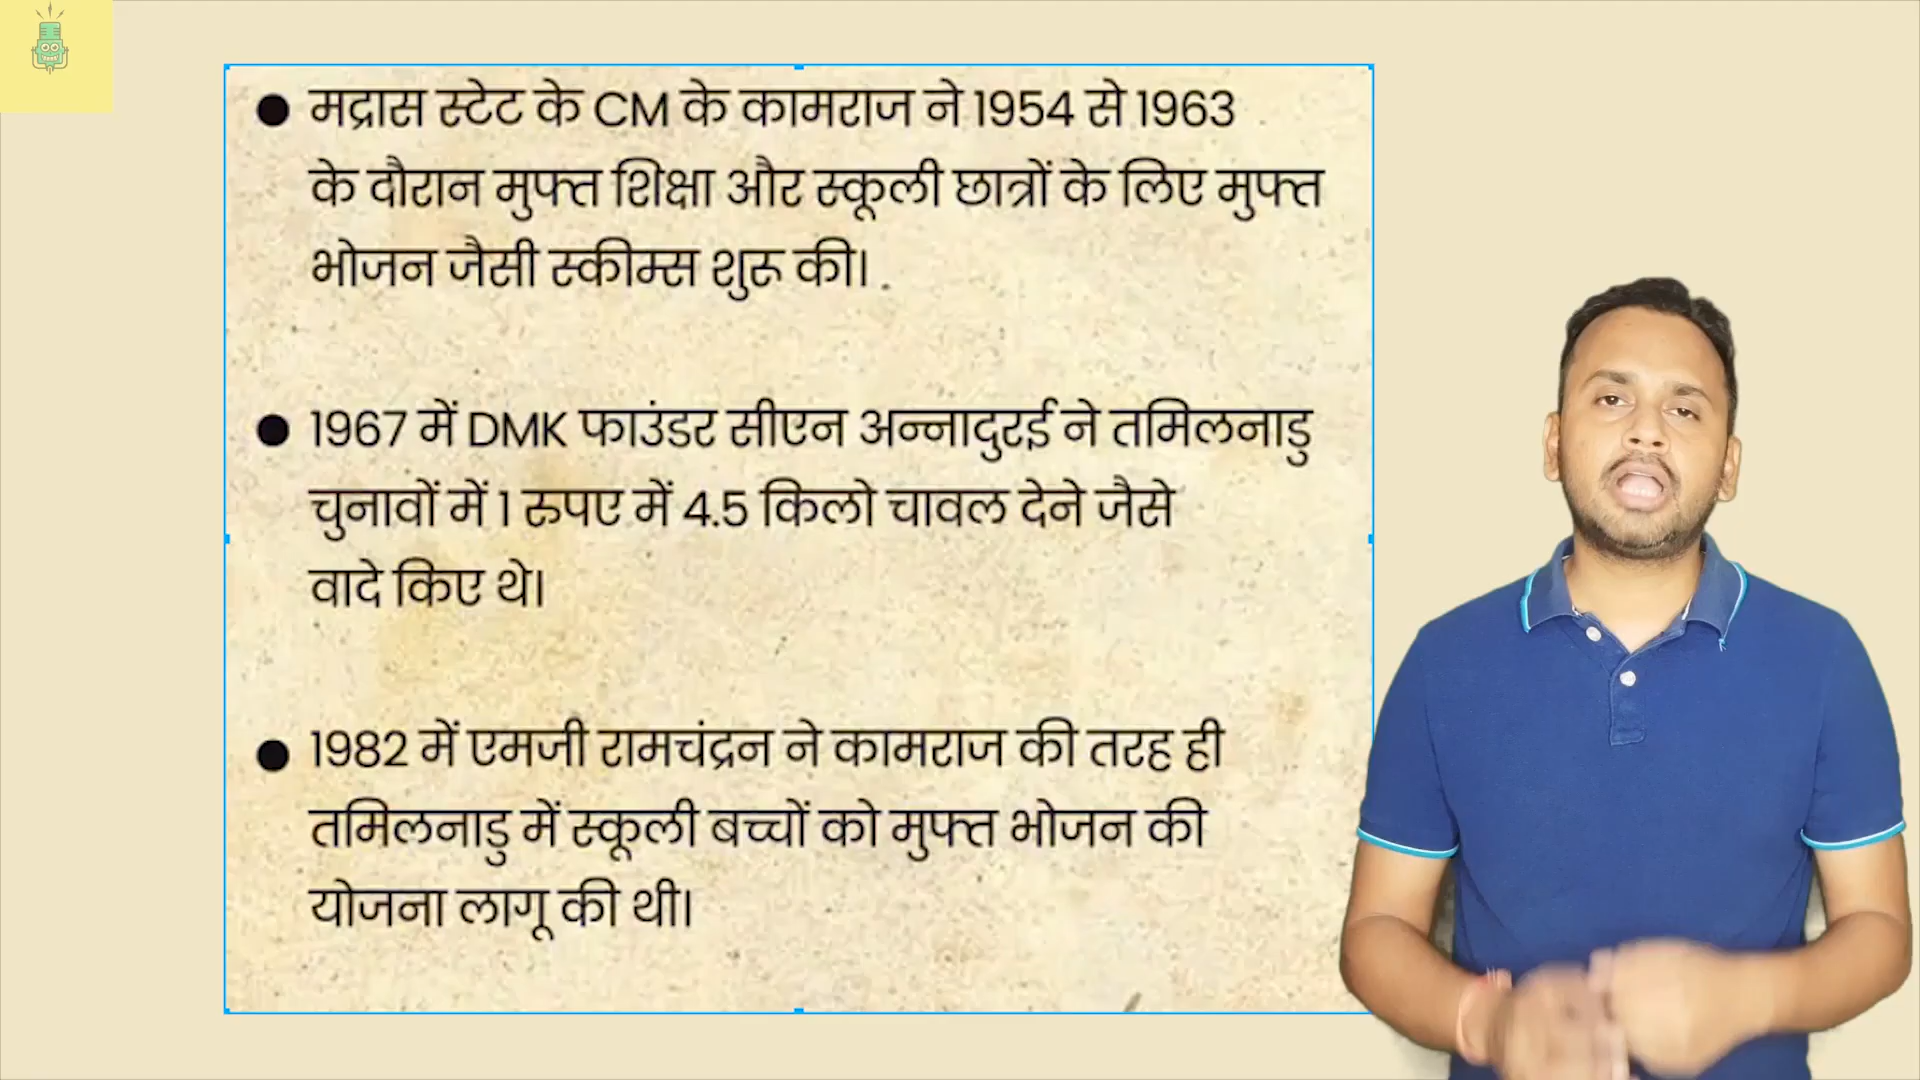 ● मद्रास स्टेट के CM के कामराज ने 1954 से 1963
के दौरान मुफ्त शिक्षा और स्कूली छात्रों के लिए मुफ्त
भोजन जैसी स्कीम्स शुरू की।
● 1967 में DMK फाउंडर सीएन अन्नादुरई ने तमिलनाडु
चुनावों में 1 रुपए में 4.5 किलो चावल देने जैसे
वादे किए थे।
● 1982 में एमजी रामचंद्रन ने कामराज की तरह ही
तमिलनाडु में स्कूली बच्चों को मुफ्त भोजन की
योजना लागू की थी।